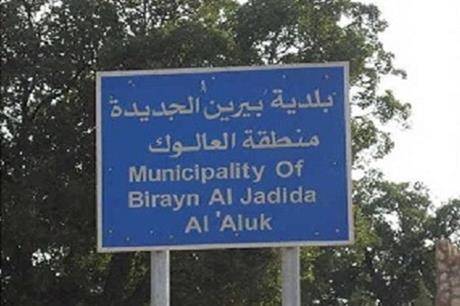 بلدية بيرين الجديدة
منطقة العالوك
Municipality Of
Birayn Al Jadida
Al 'Aluk